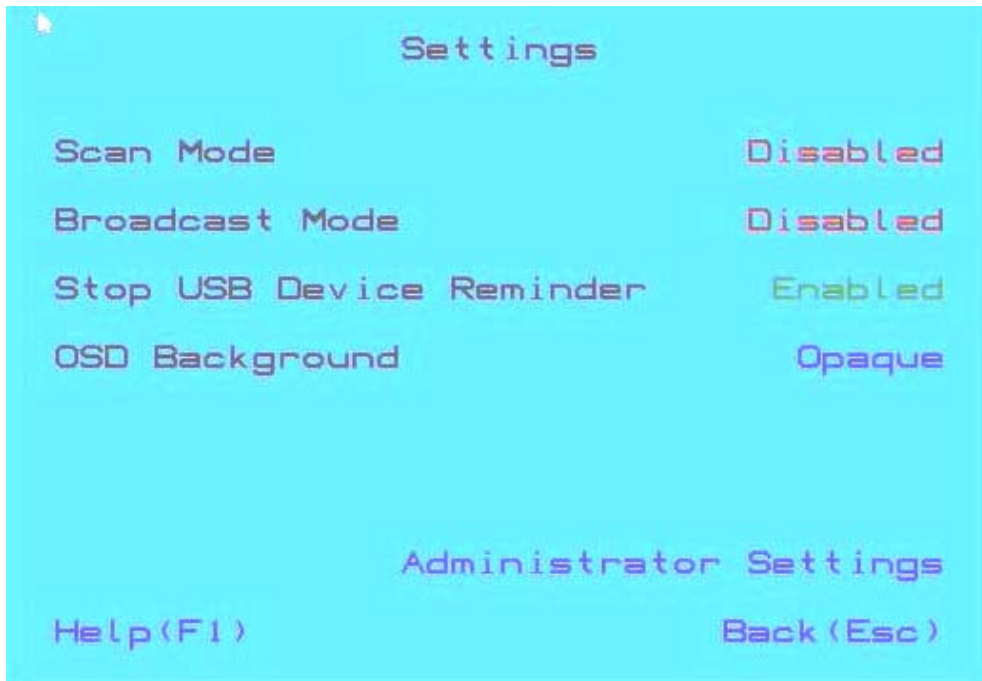 Settings
Scan Mode Disabled
Broadcast Mode Disabled
Stop USB Device Reminder Enabled
OSD Background Opaque
Administrator Settings
Help(F1) Back(Esc)